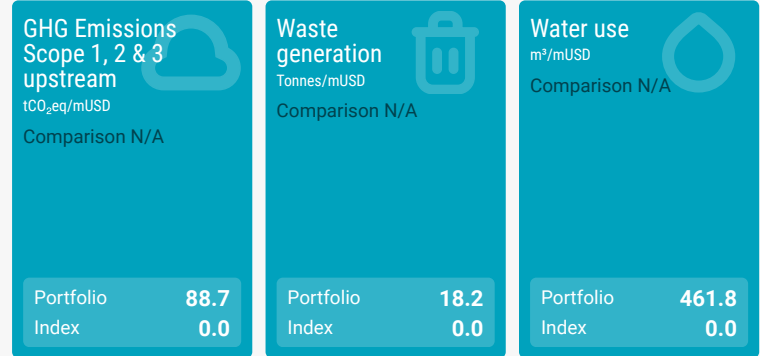 GHG Emissions
Scope 1, 2 & 3
upstream
tCO₂eq/mUSD
Comparison N/A
Portfolio 88.7
Index 0.0
Waste
generation
Tonnes/mUSD
Comparison N/A
Portfolio 18.2
Index 0.0
Water use
m³/mUSD
Comparison N/A
Portfolio 461.8
Index 0.0